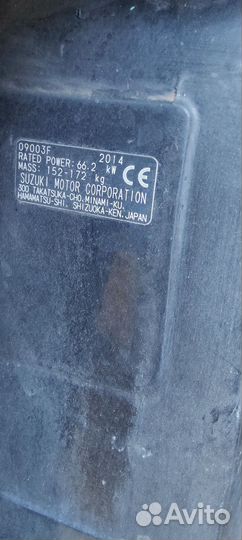 09003F 2014
RATED POWER: 66.2 kW
MASS: 152-172 kg
SUZUKI MOTOR CORPORATION
300 TAKATSUKA-CHO,MINAMI-KU,
HAMAMATSU-SHI, SHIZUOKA-KEN,JAPAN
CE
Avito